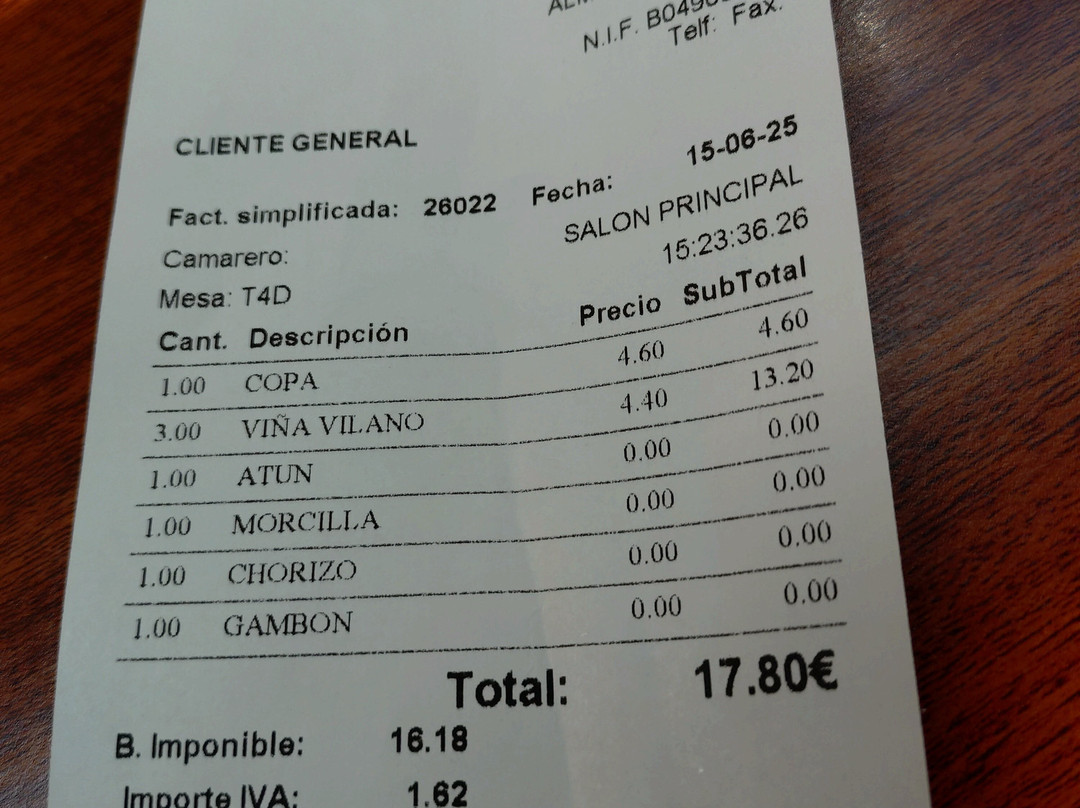 N.I.F.
Telf: Fax.
CLIENTE GENERAL
Fact. simplificada: 26022 Fecha: 15-06-25
SALON PRINCIPAL
Camarero: 15:23:36.26
Mesa: T4D
Cant. Descripción Precio SubTotal
1.00 COPA 4.60 4.60
3.00 VIÑA VILANO 4.40 13.20
1.00 ATUN 0.00 0.00
1.00 MORCILLA 0.00 0.00
1.00 CHORIZO 0.00 0.00
1.00 GAMBON 0.00 0.00
Total: 17.80€
B. Imponible: 16.18
Importe IVA: 1.62